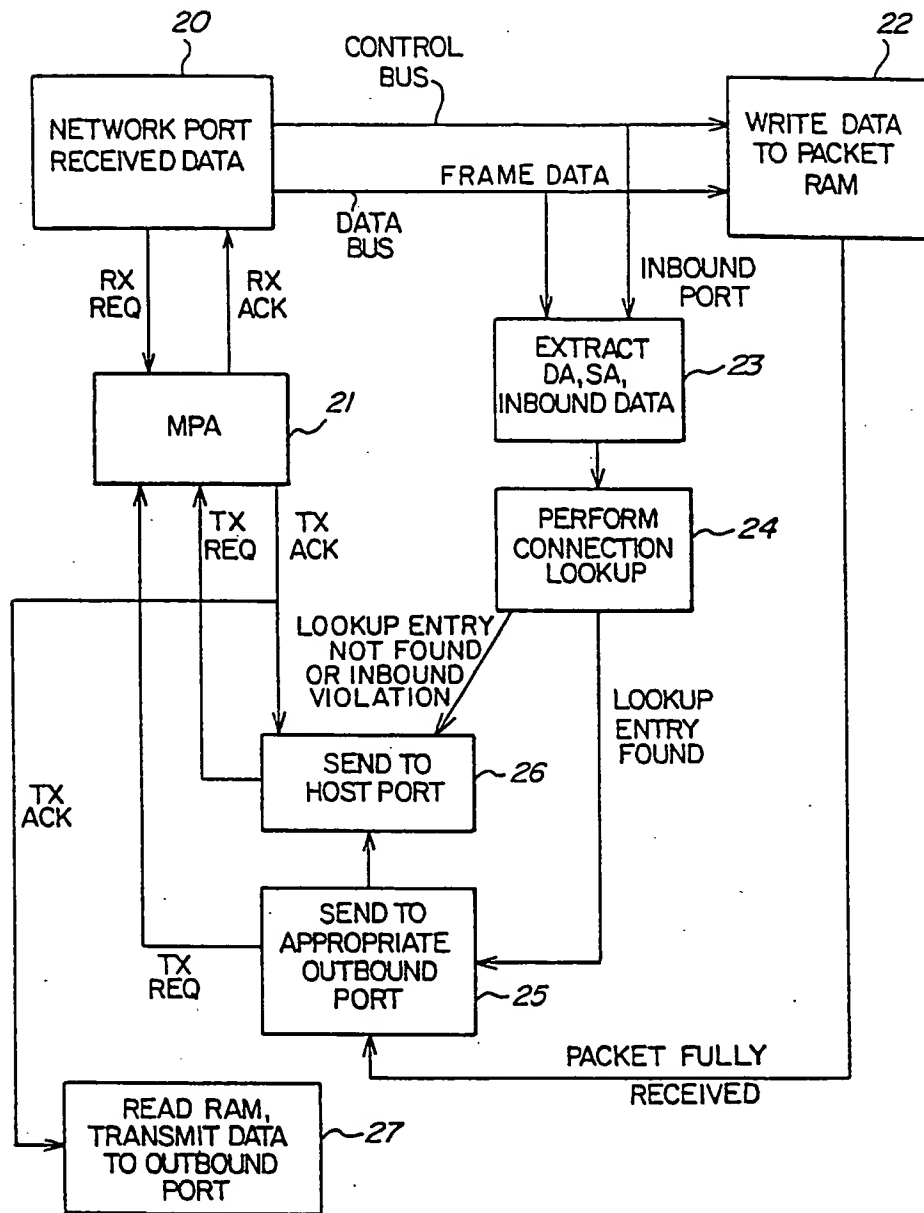 20
CONTROL
BUS
22
NETWORK PORT
RECEIVED DATA
WRITE DATA
TO PACKET
RAM
FRAME DATA
DATA
BUS
RX
REQ
RX
ACK
INBOUND
PORT
EXTRACT
DA, SA,
INBOUND DATA
23
MPA
21
PERFORM
CONNECTION
LOOKUP
24
TX
REQ
TX
ACK
LOOKUP ENTRY
NOT FOUND
OR INBOUND
VIOLATION
LOOKUP
ENTRY
FOUND
SEND TO
HOST PORT
26
TX
ACK
SEND TO
APPROPRIATE
OUTBOUND
PORT
25
TX
REQ
PACKET FULLY
RECEIVED
READ RAM,
TRANSMIT DATA
TO OUTBOUND
PORT
27